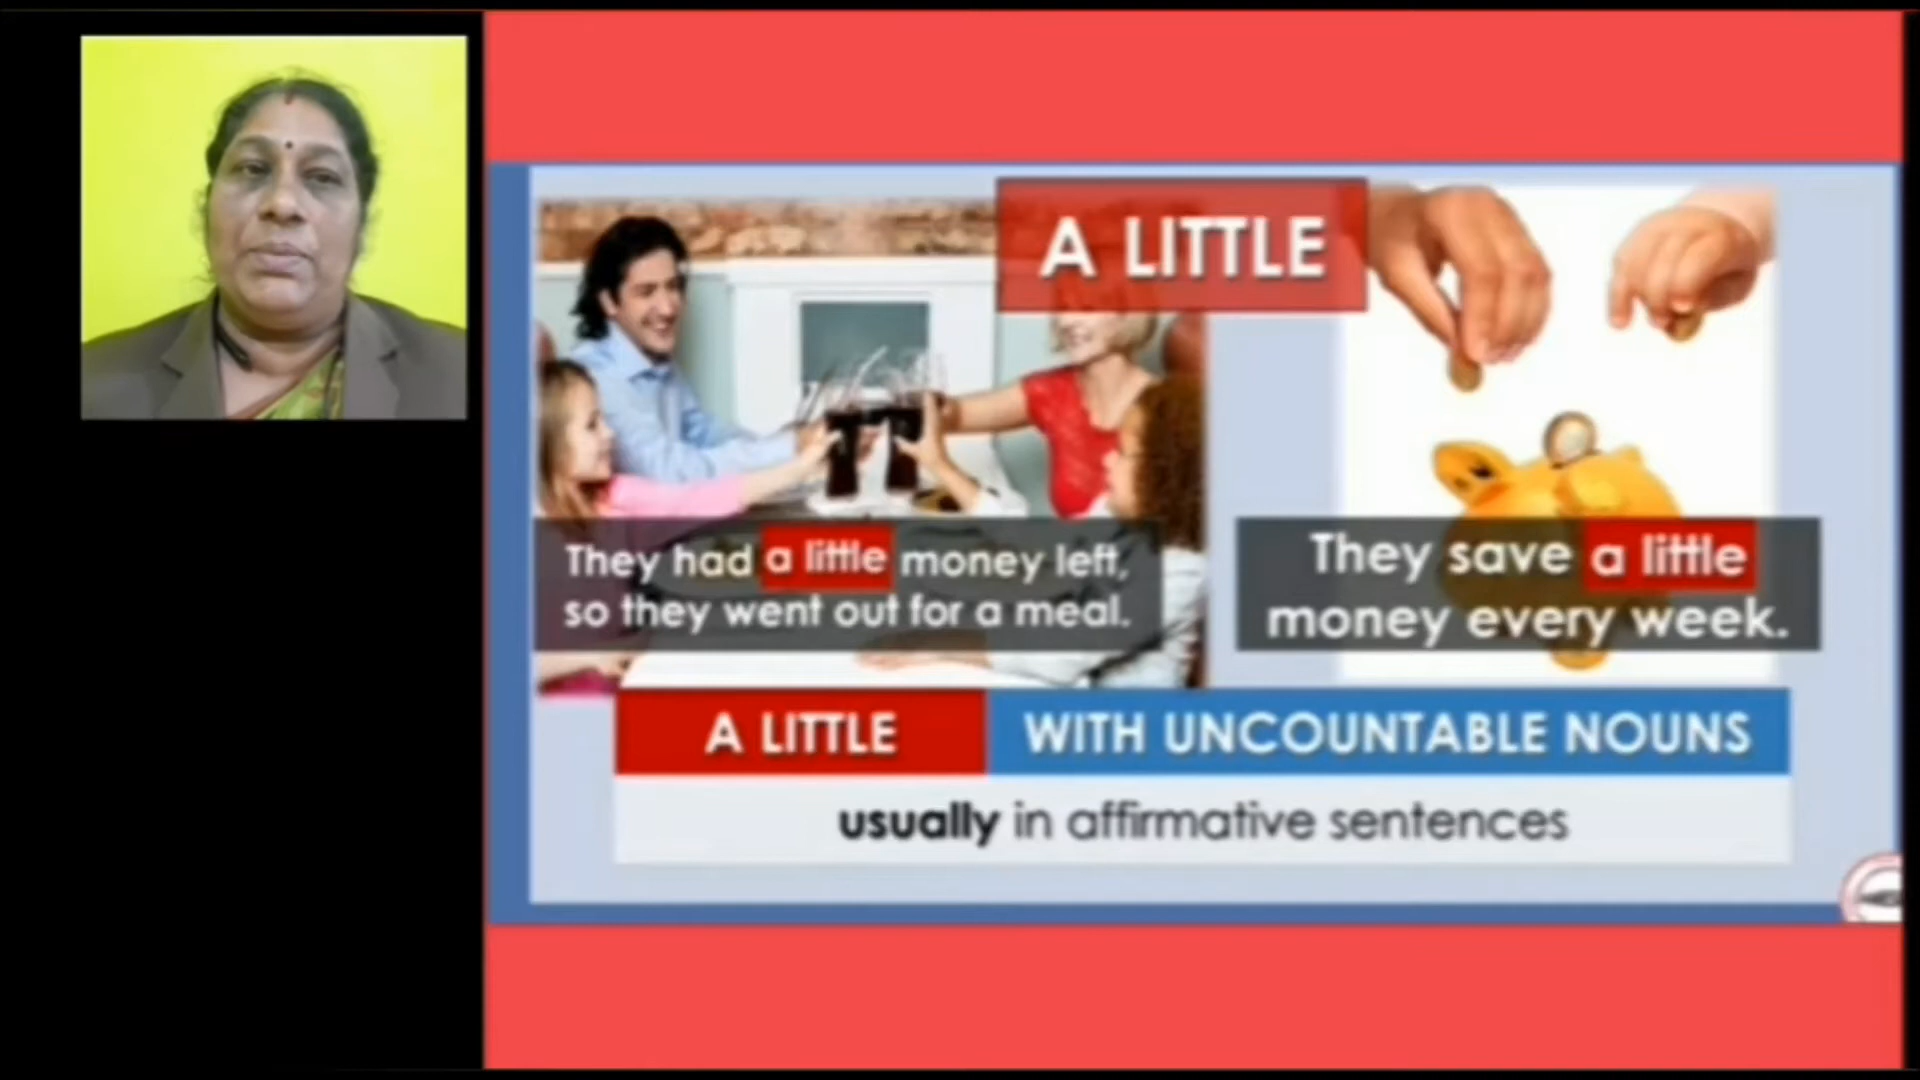 A LITTLE
They had a little money left,
so they went out for a meal.
They save a little
money every week.
A LITTLE WITH UNCOUNTABLE NOUNS
usually in affirmative sentences